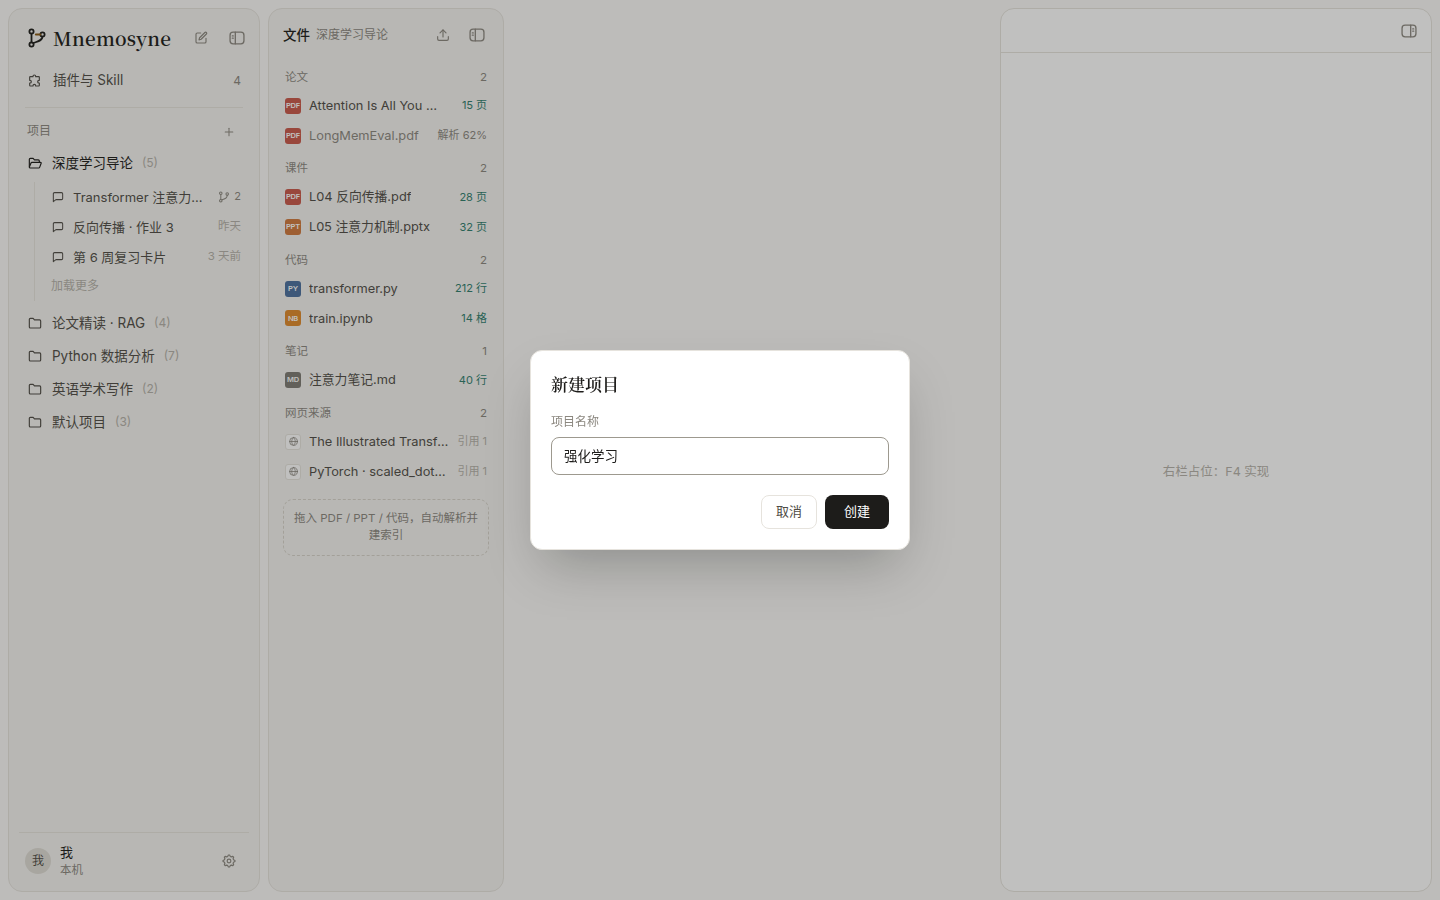 Mnemosyne
插件与 Skill 4
项目
深度学习导论 (5)
Transformer 注意力... 2
反向传播 · 作业 3 昨天
第 6 周复习卡片 3 天前
加载更多
论文精读 · RAG (4)
Python 数据分析 (7)
英语学术写作 (2)
默认项目 (3)
我 我
本机
文件 深度学习导论
论文 2
PDF Attention Is All You ... 15 页
PDF LongMemEval.pdf 解析 62%
课件 2
PDF L04 反向传播.pdf 28 页
PPT L05 注意力机制.pptx 32 页
代码 2
PY transformer.py 212 行
NB train.ipynb 14 格
笔记 1
MD 注意力笔记.md 40 行
网页来源 2
The Illustrated Transf... 引用 1
PyTorch · scaled_dot... 引用 1
拖入 PDF / PPT / 代码，自动解析并
建索引
新建项目
项目名称
强化学习
取消 创建
右栏占位：F4 实现